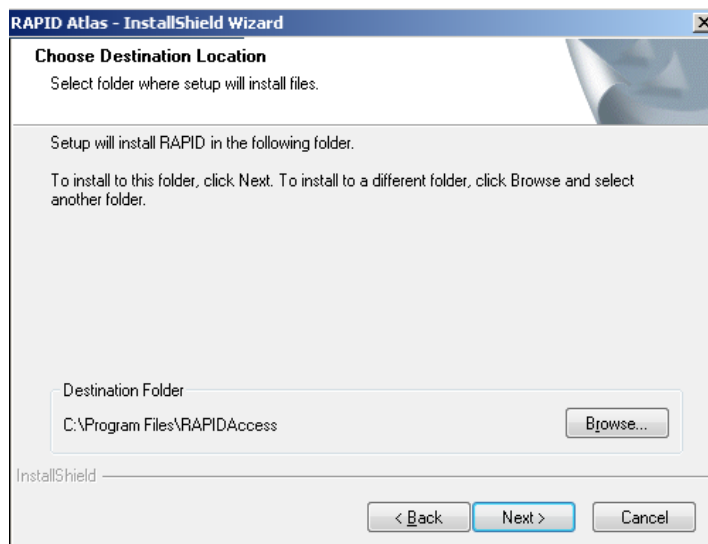 RAPID Atlas - InstallShield Wizard
Choose Destination Location
Select folder where setup will install files.
Setup will install RAPID in the following folder.
To install to this folder, click Next. To install to a different folder, click Browse and select
another folder.
Destination Folder
C:\Program Files\RAPIDAccess
Browse...
InstallShield
< Back Next > Cancel